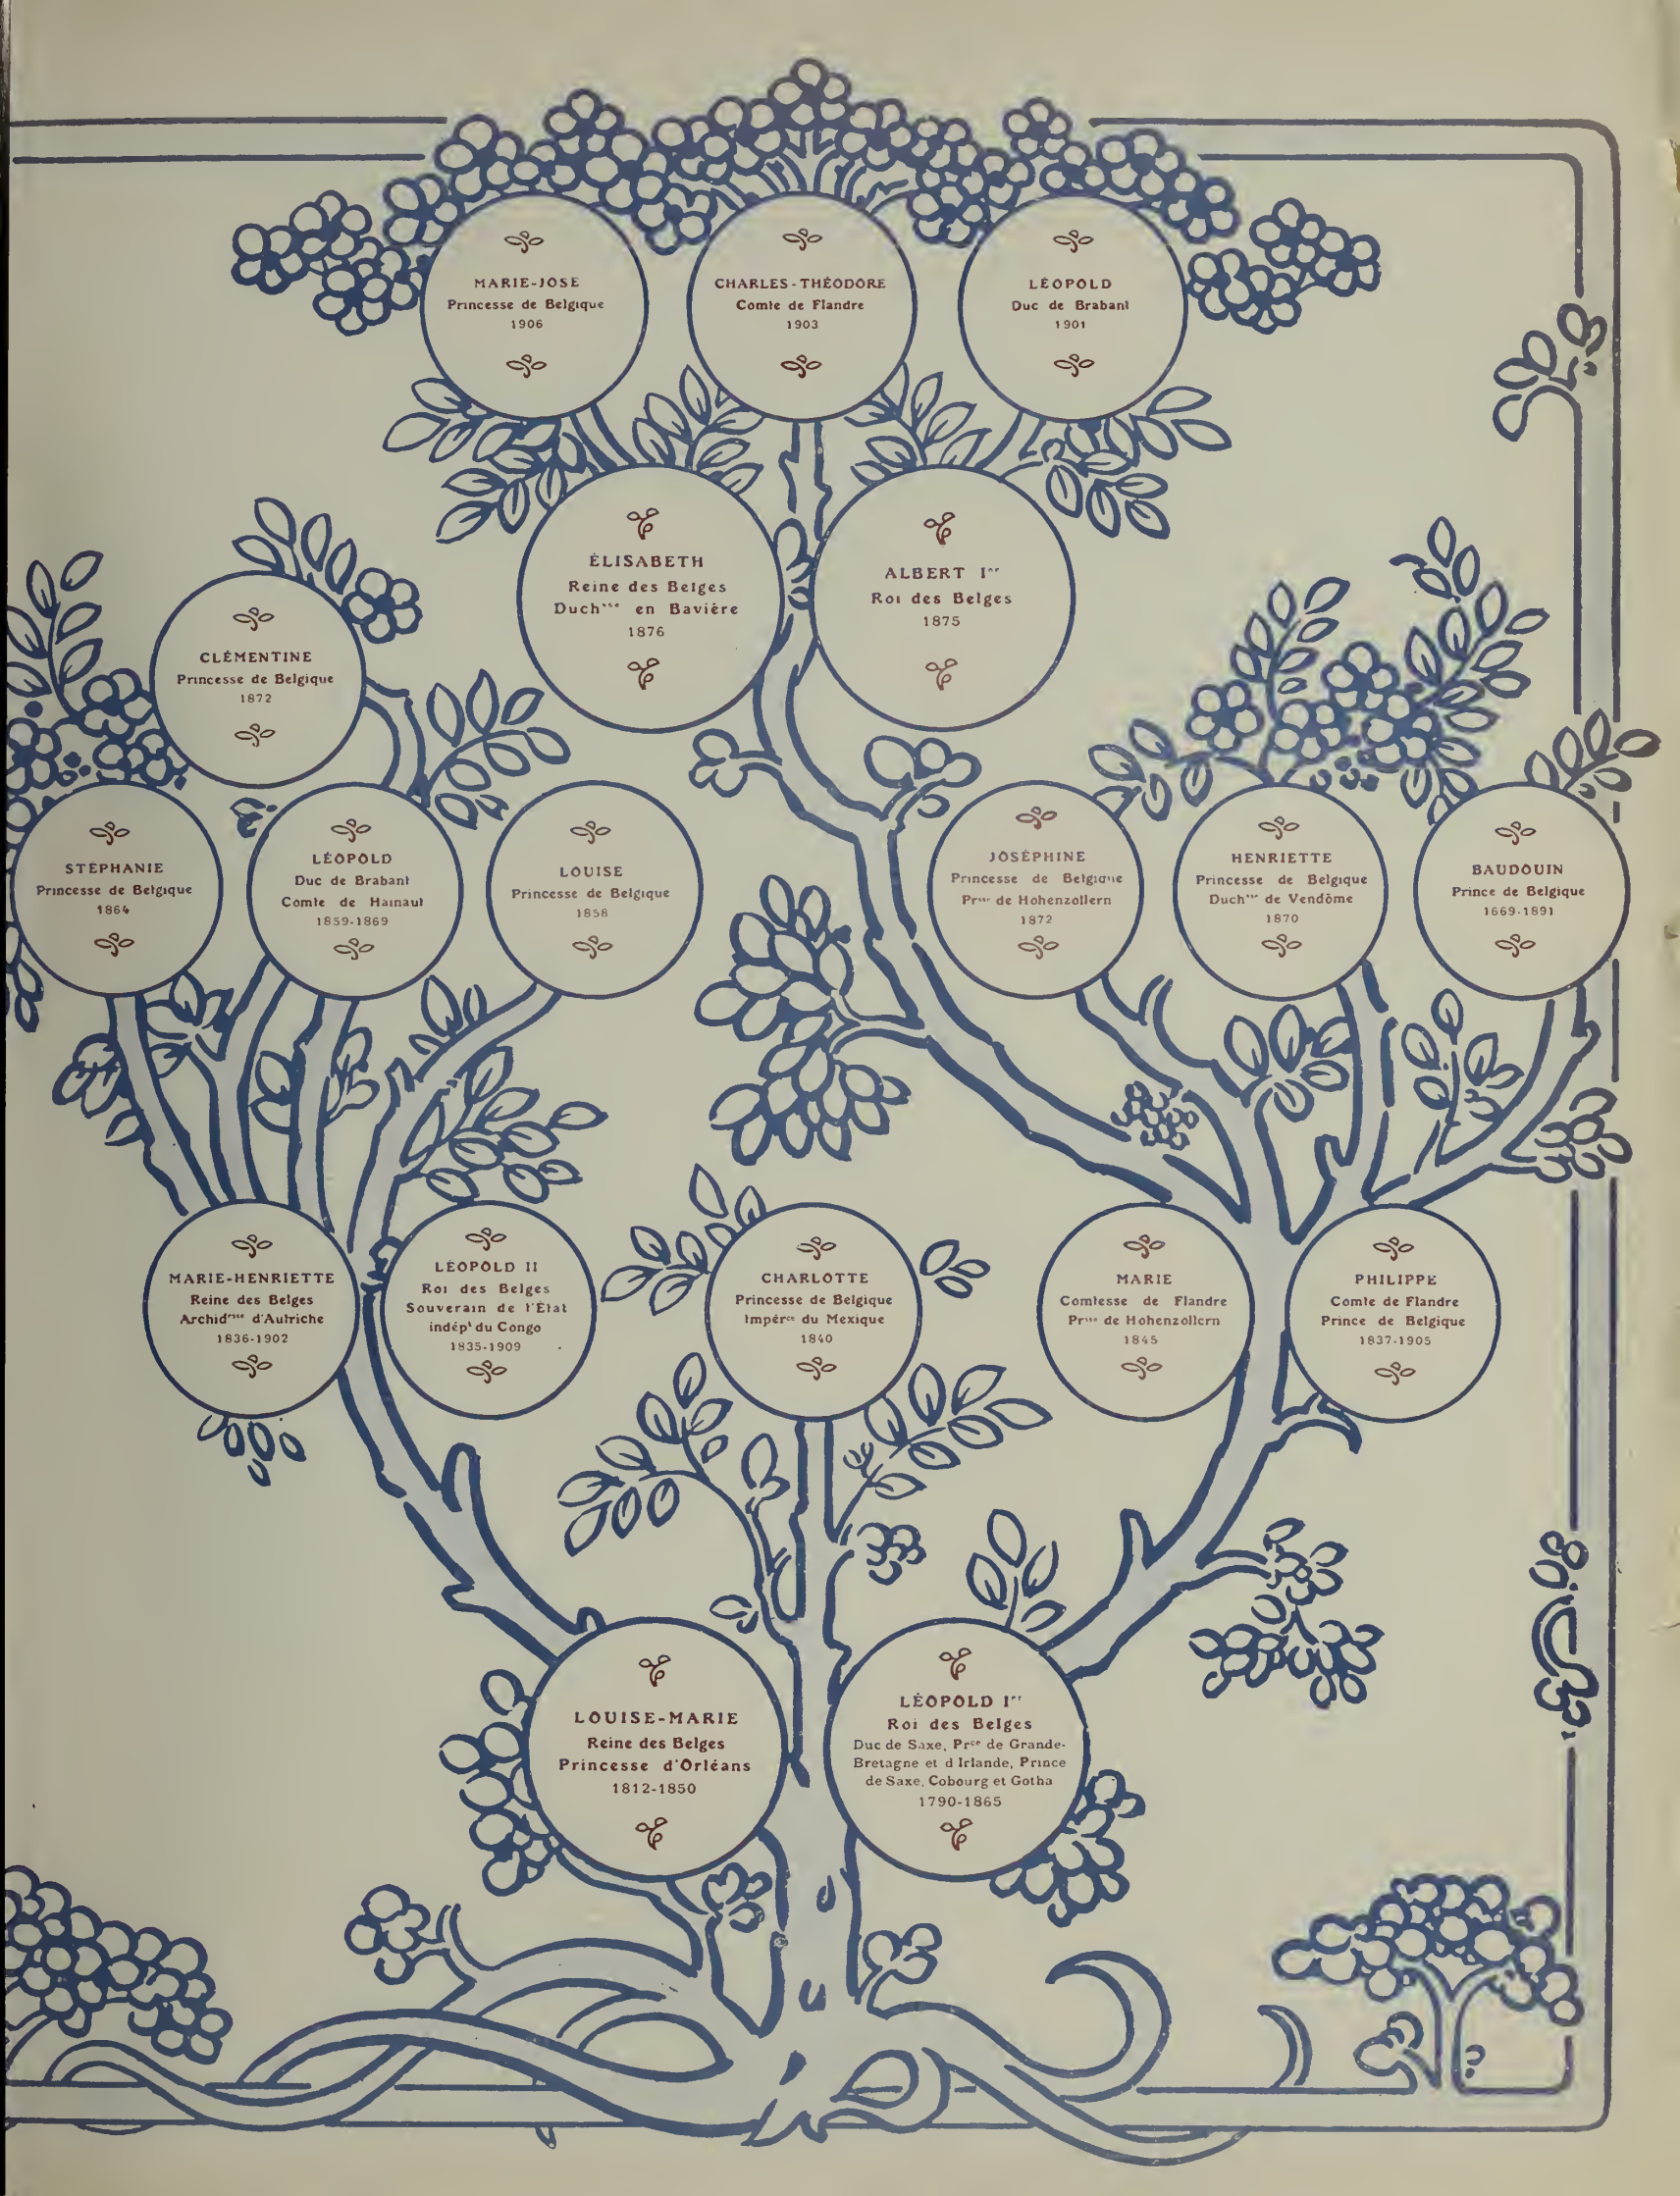 MARIE-JOSE
Princesse de Belgique
1906
CHARLES-THÉODORE
Comte de Flandre
1903
LÉOPOLD
Duc de Brabant
1901
ÉLISABETH
Reine des Belges
Duch^sse en Bavière
1876
ALBERT I^er
Roi des Belges
1875
CLÉMENTINE
Princesse de Belgique
1872
STÉPHANIE
Princesse de Belgique
1864
LÉOPOLD
Duc de Brabant
Comte de Hainaut
1859-1869
LOUISE
Princesse de Belgique
1858
JOSÉPHINE
Princesse de Belgique
Pr^sse de Hohenzollern
1872
HENRIETTE
Princesse de Belgique
Duch^sse de Vendôme
1870
BAUDOUIN
Prince de Belgique
1669-1891
MARIE-HENRIETTE
Reine des Belges
Archid^esse d'Autriche
1836-1902
LÉOPOLD II
Roi des Belges
Souverain de l'État
indép^t du Congo
1835-1909
CHARLOTTE
Princesse de Belgique
Impér^ce du Mexique
1840
MARIE
Comtesse de Flandre
Pr^sse de Hohenzollern
1845
PHILIPPE
Comte de Flandre
Prince de Belgique
1837-1905
LOUISE-MARIE
Reine des Belges
Princesse d'Orléans
1812-1850
LÉOPOLD I^er
Roi des Belges
Duc de Saxe, Pr^ce de Grande-
Bretagne et d Irlande, Prince
de Saxe, Cobourg et Gotha
1790-1865